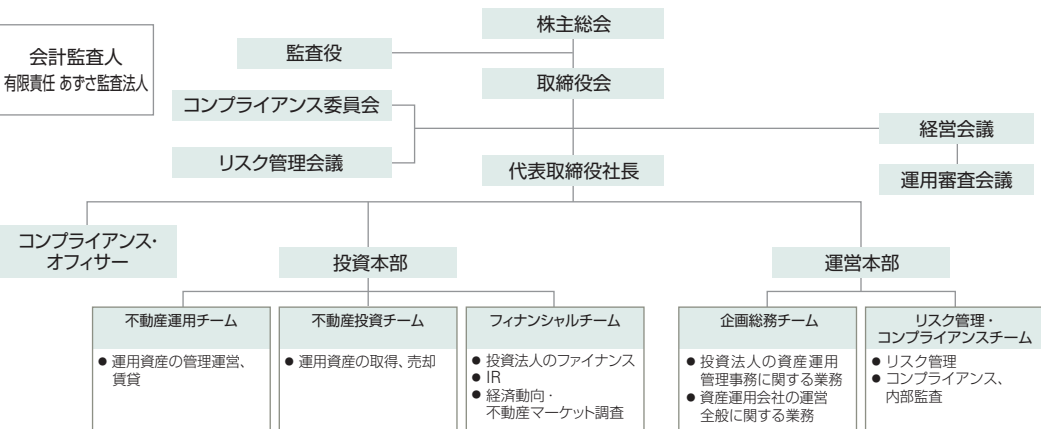 会計監査人
有限責任 あずさ監査法人
株主総会
監査役
取締役会
コンプライアンス委員会
経営会議
リスク管理会議
代表取締役社長
運用審査会議
コンプライアンス・
オフィサー
投資本部
運営本部
不動産運用チーム
● 運用資産の管理運営、
賃貸
不動産投資チーム
● 運用資産の取得、売却
フィナンシャルチーム
● 投資法人のファイナンス
● IR
● 経済動向・
不動産マーケット調査
企画総務チーム
● 投資法人の資産運用
管理事務に関する業務
● 資産運用会社の運営
全般に関する業務
リスク管理・
コンプライアンスチーム
● リスク管理
● コンプライアンス、
内部監査